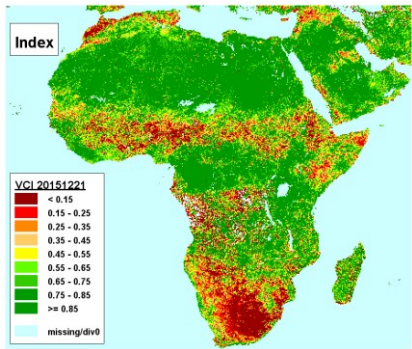 Index
VCI 20151221
< 0.15
0.15 - 0.25
0.25 - 0.35
0.35 - 0.45
0.45 - 0.55
0.55 - 0.65
0.65 - 0.75
0.75 - 0.85
>= 0.85
missing/div0